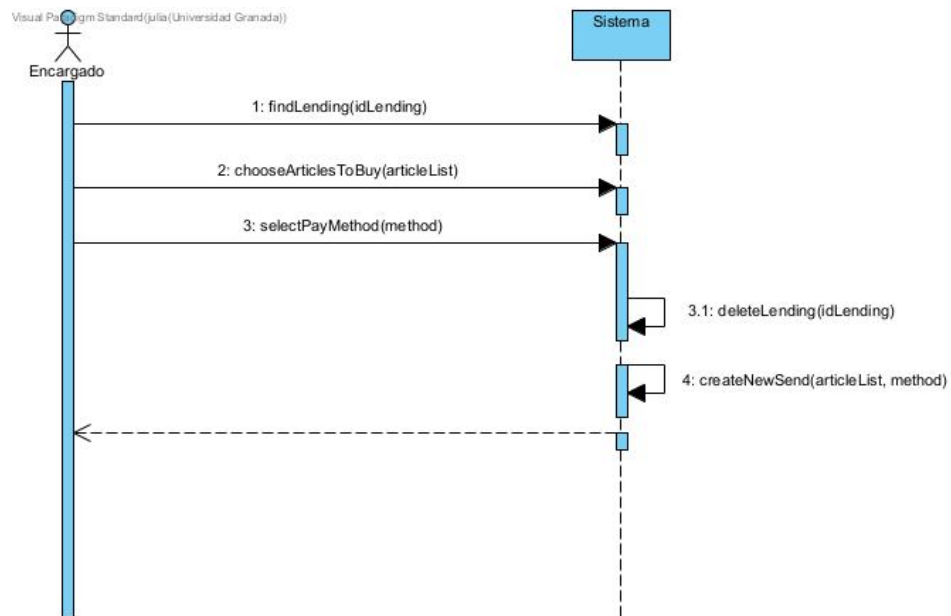 Visual Paradigm Standard(julia(Universidad Granada))
Sistema
Encargado
1: findLending(idLending)
2: chooseArticlesToBuy(articleList)
3: selectPayMethod(method)
3.1: deleteLending(idLending)
4: createNewSend(articleList, method)